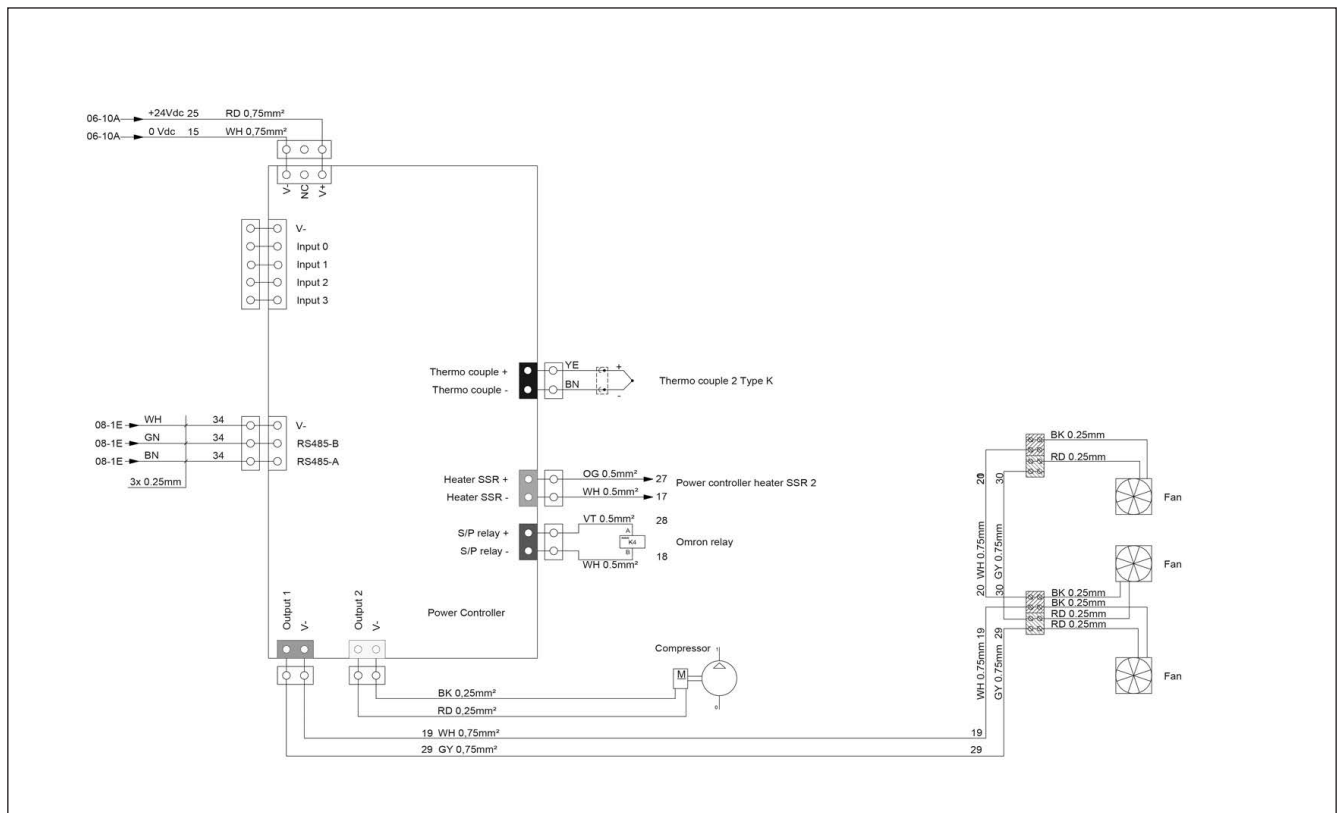 06-10A +24Vdc 25 RD 0,75mm²
06-10A 0 Vdc 15 WH 0,75mm²
V-
NC
V+
V-
Input 0
Input 1
Input 2
Input 3
Thermo couple + YE +
Thermo couple 2 Type K
Thermo couple - BN -
08-1E WH 34 V-
08-1E GN 34 RS485-B
08-1E BN 34 RS485-A
3x 0.25mm
Heater SSR + OG 0.5mm² 27
Power controller heater SSR 2
Heater SSR - WH 0.5mm² 17
VT 0.5mm² 28
S/P relay + A
K4 Omron relay
S/P relay - B
WH 0.5mm² 18
Power Controller
Output 1
V-
Output 2
V-
Compressor 1
M
0
BK 0,25mm²
RD 0,25mm²
19 WH 0,75mm² 19
29 GY 0,75mm² 29
BK 0.25mm
RD 0.25mm
30
Fan
20 WH 0.75mm
30 GY 0.75mm
Fan
BK 0.25mm
BK 0.25mm
RD 0.25mm
RD 0.25mm
WH 0.75mm 19
GY 0.75mm 29
Fan